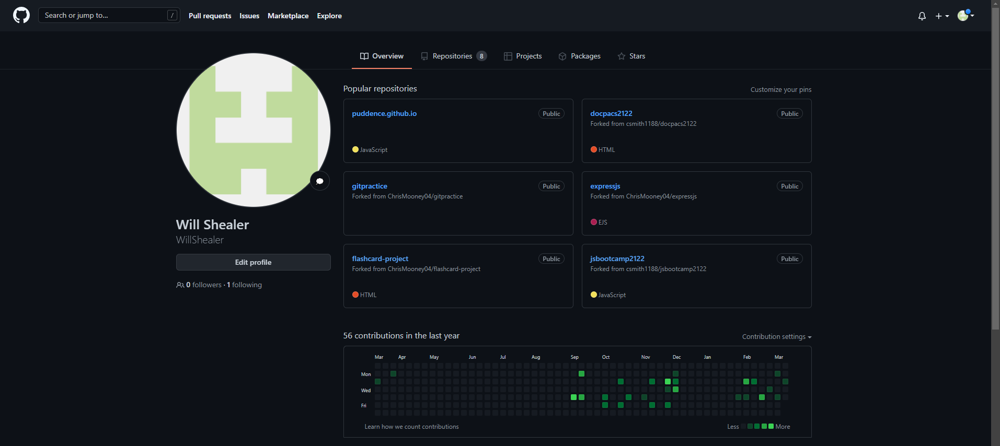 Search or jump to... /
Pull requests Issues Marketplace Explore
Overview Repositories 8 Projects Packages Stars
Will Shealer
WillShealer
Edit profile
0 followers · 1 following
Popular repositories
Customize your pins
puddence.github.io Public
JavaScript
docpacs2122 Public
Forked from csmith1188/docpacs2122
HTML
gitpractice Public
Forked from ChrisMooney04/gitpractice
expressjs Public
Forked from ChrisMooney04/expressjs
EJS
flashcard-project Public
Forked from ChrisMooney04/flashcard-project
HTML
jsbootcamp2122 Public
Forked from csmith1188/jsbootcamp2122
JavaScript
56 contributions in the last year
Contribution settings
Mar Apr May Jun Jul Aug Sep Oct Nov Dec Jan Feb Mar
Mon
Wed
Fri
Learn how we count contributions
Less More